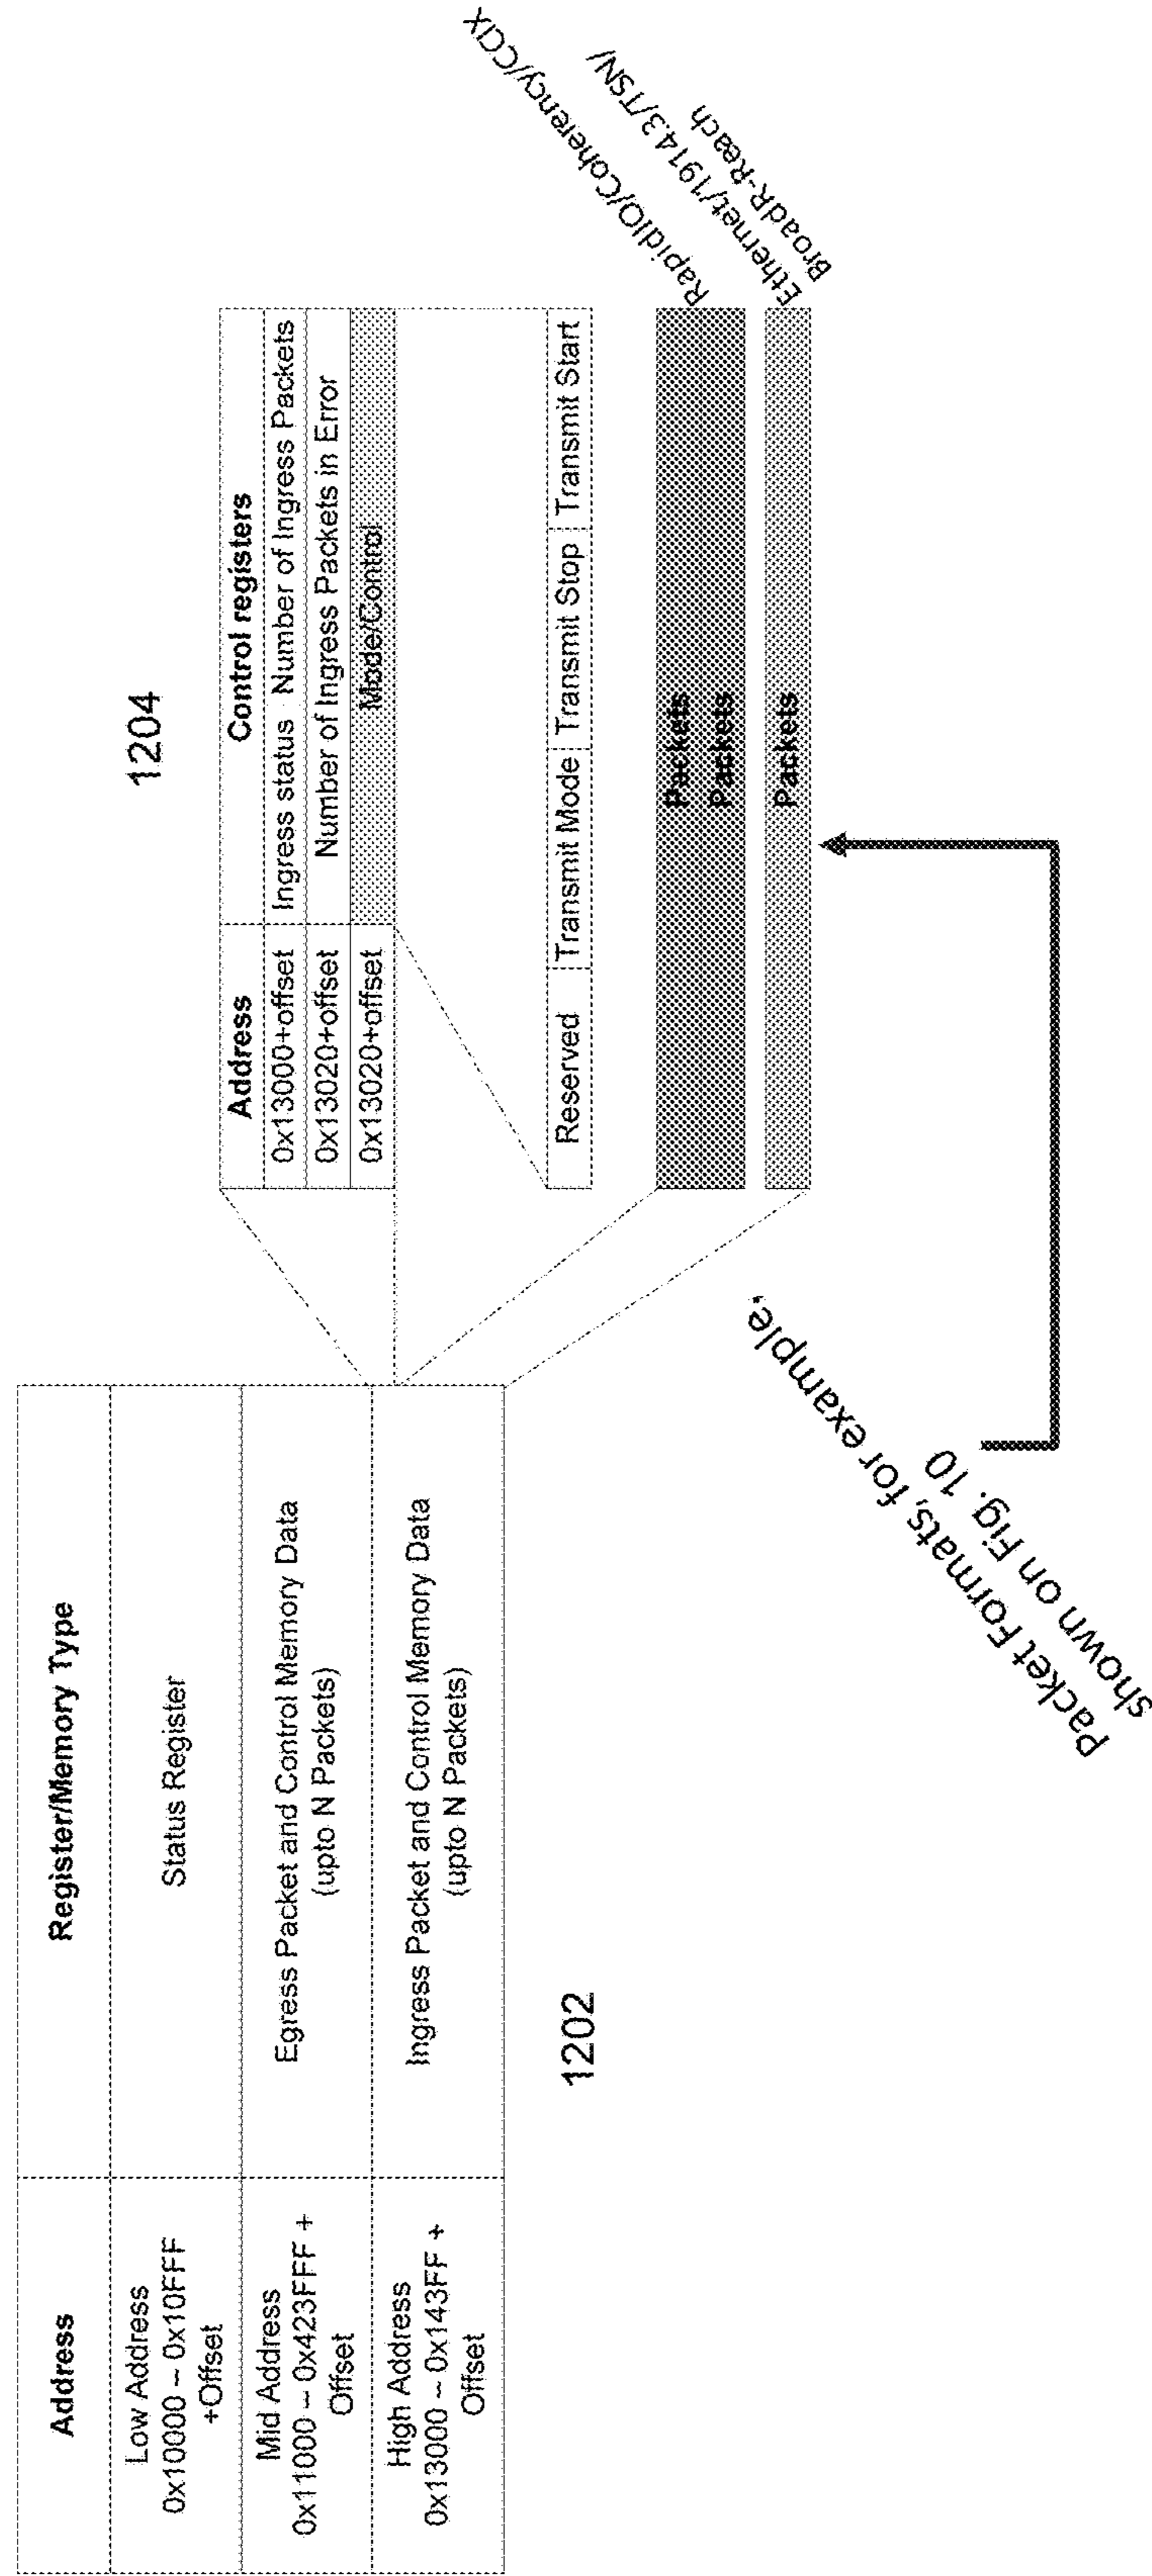 Address
Register/Memory Type
Low Address
0x10000 – 0x10FFF
+Offset
Status Register
Mid Address
0x11000 – 0x423FFF +
Offset
Egress Packet and Control Memory Data
(upto N Packets)
High Address
0x13000 – 0x143FF +
Offset
Ingress Packet and Control Memory Data
(upto N Packets)
1202
1204
Address
Control registers
0x13000+offset
Ingress status
Number of Ingress Packets
0x13020+offset
Number of Ingress Packets in Error
0x13020+offset
Mode/Control
Reserved
Transmit Mode
Transmit Stop
Transmit Start
Packets
Packets
Packets
RapidIO/Coherency/CCIX
Ethernet/1914.3/TSN/
BroadR-Reach
Packet Formats, for example,
shown on Fig. 10